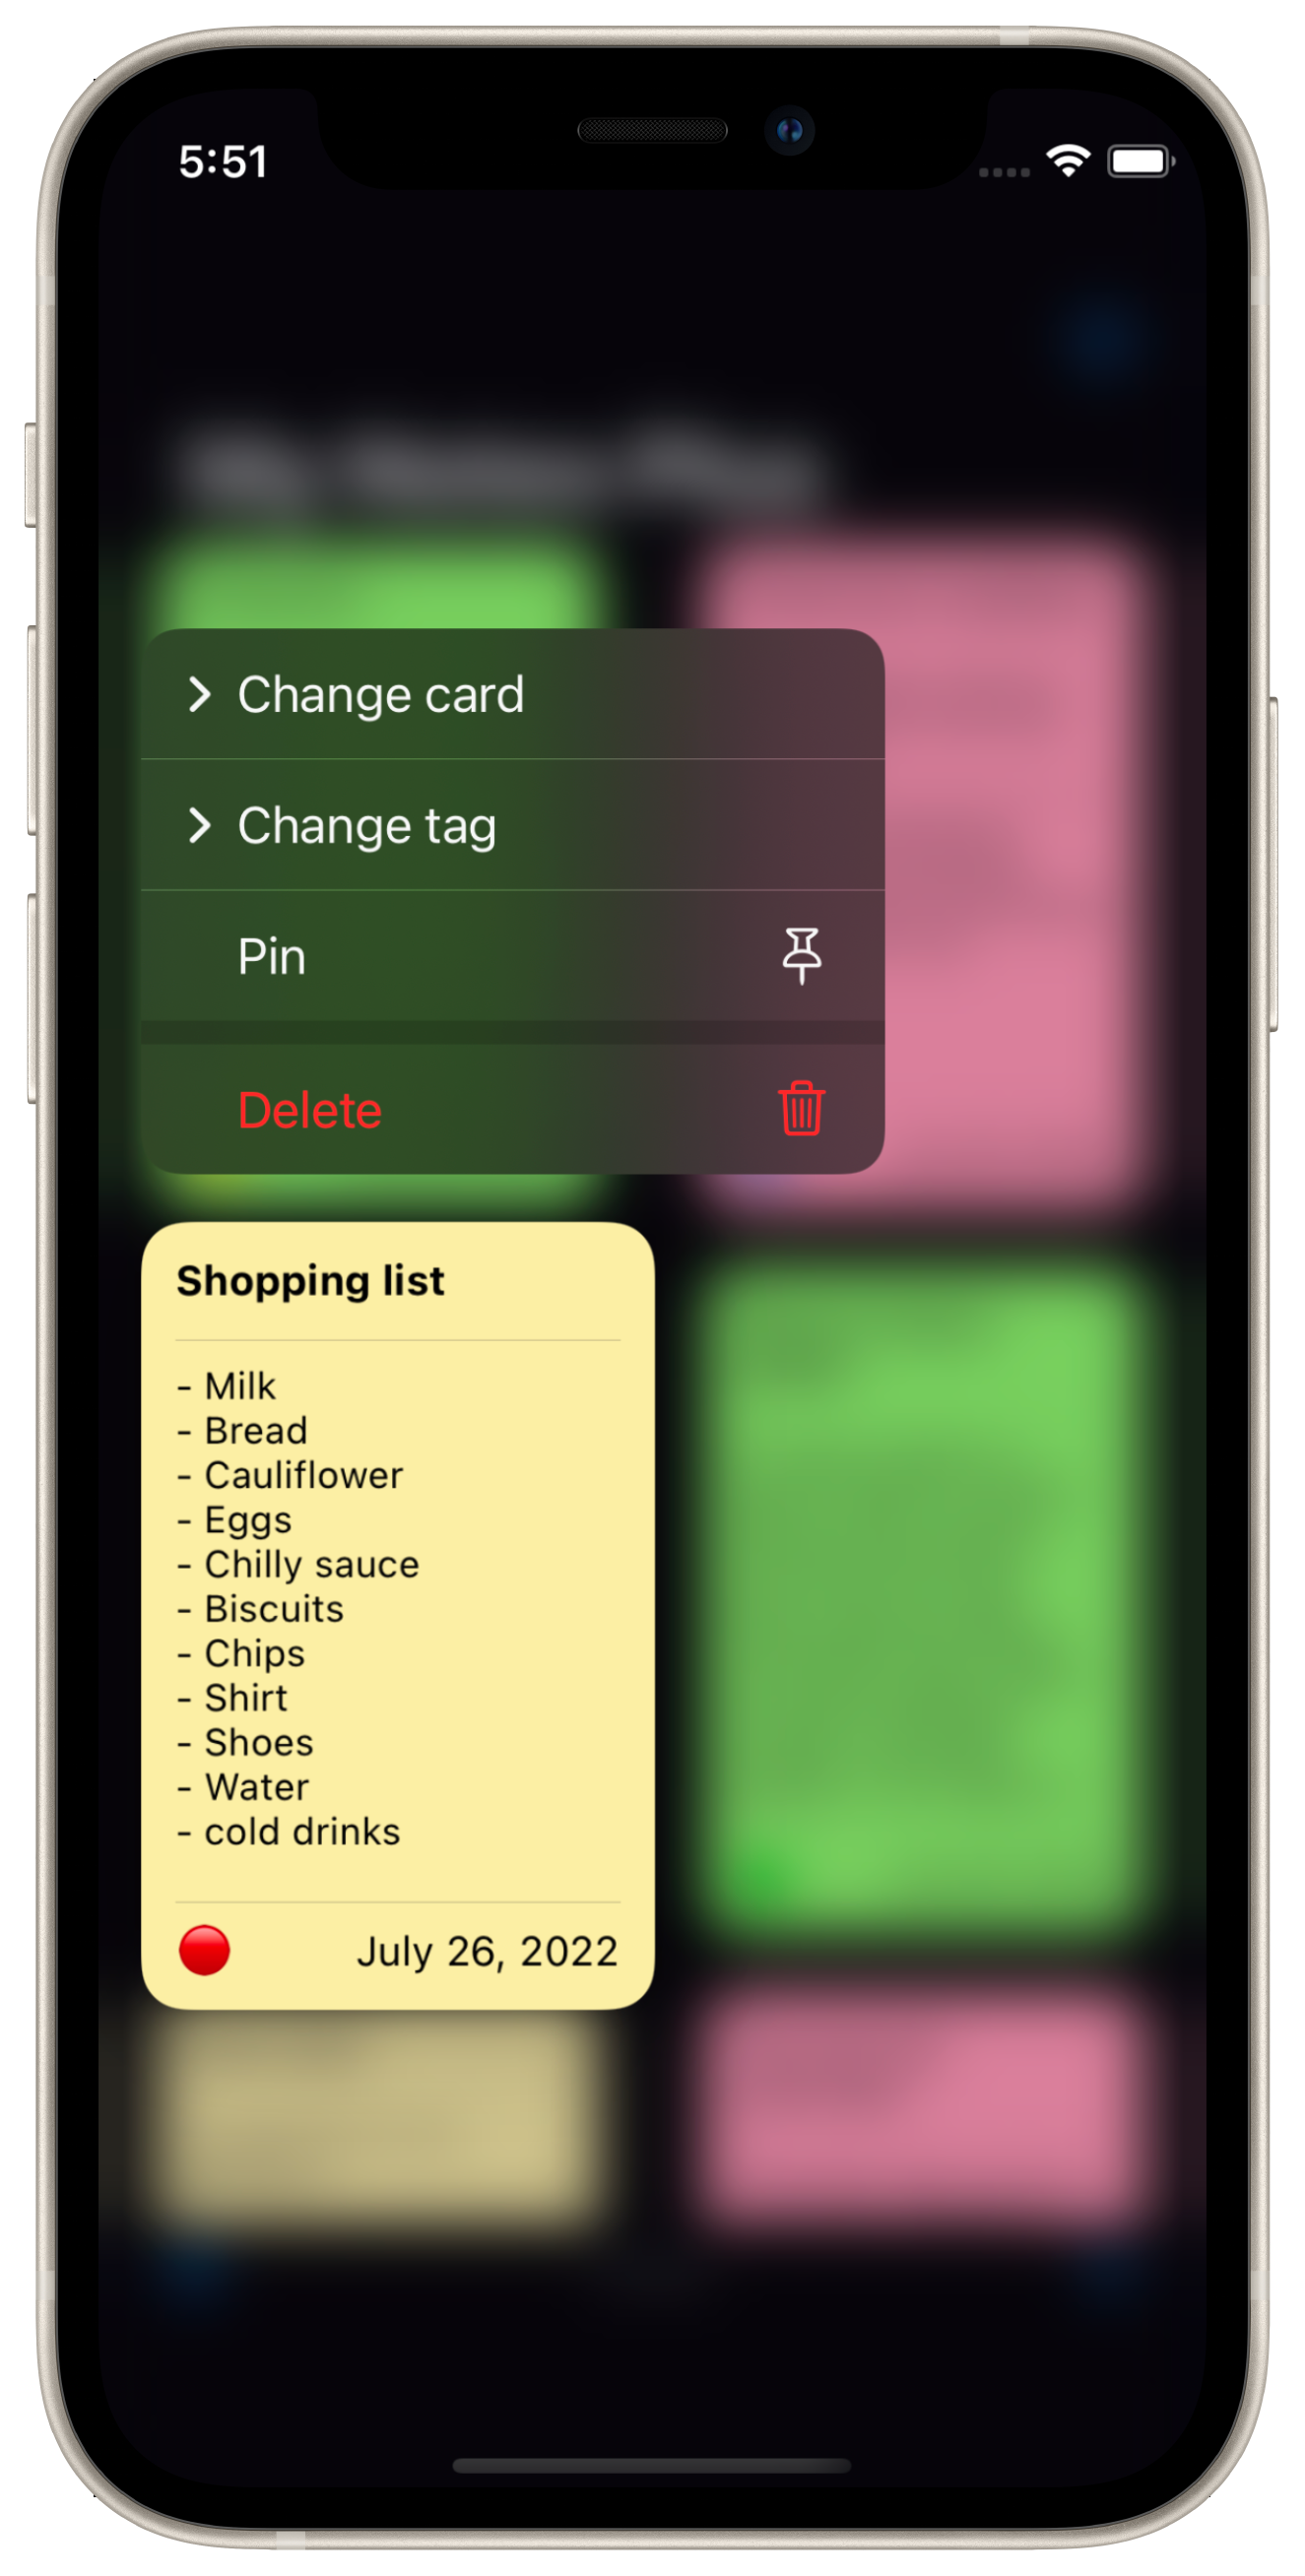 5:51
Change card
Change tag
Pin
Delete
Shopping list
- Milk
- Bread
- Cauliflower
- Eggs
- Chilly sauce
- Biscuits
- Chips
- Shirt
- Shoes
- Water
- cold drinks
July 26, 2022